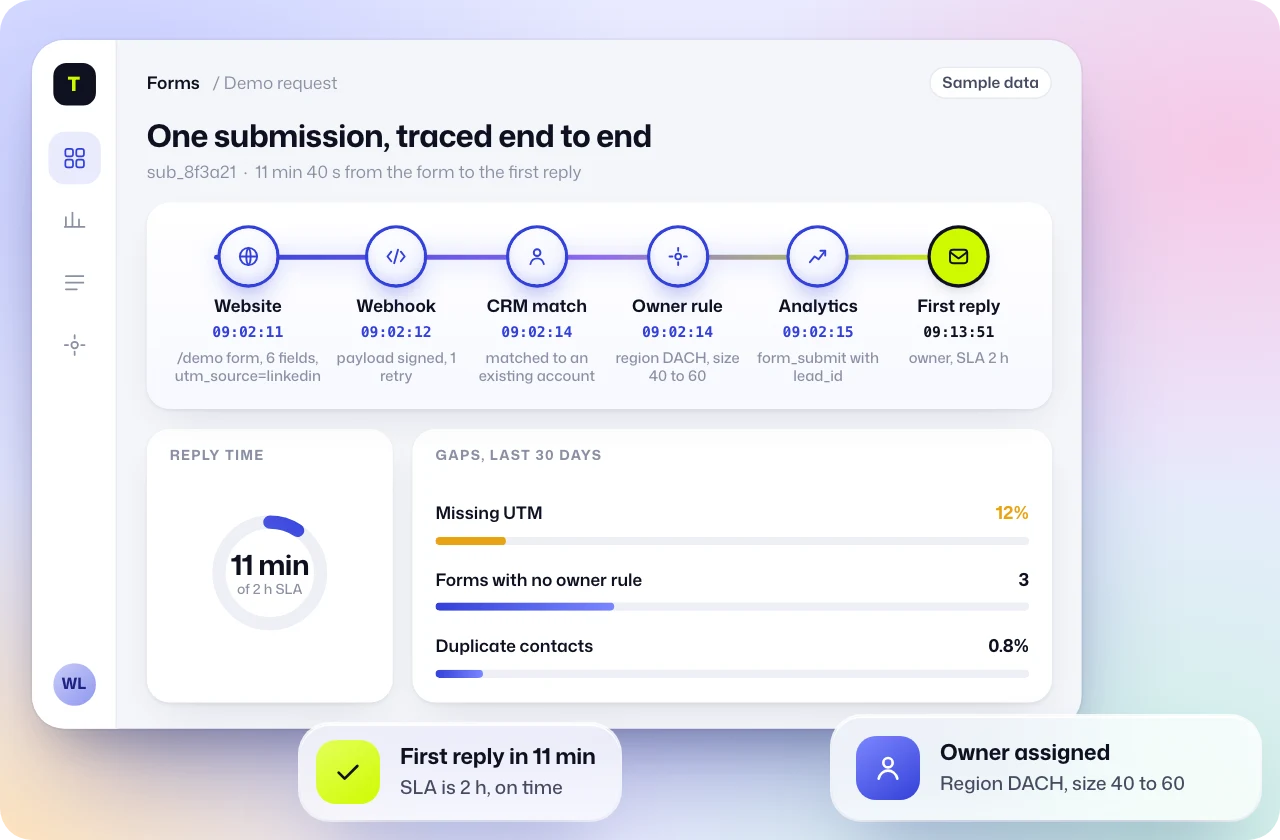 T
Forms / Demo request
Sample data
One submission, traced end to end
sub_8f3a21 · 11 min 40 s from the form to the first reply
Website
09:02:11
/demo form, 6 fields,
utm_source=linkedin
Webhook
09:02:12
payload signed, 1
retry
CRM match
09:02:14
matched to an
existing account
Owner rule
09:02:14
region DACH, size
40 to 60
Analytics
09:02:15
form_submit with
lead_id
First reply
09:13:51
owner, SLA 2 h
REPLY TIME
11 min
of 2 h SLA
GAPS, LAST 30 DAYS
Missing UTM 12%
Forms with no owner rule 3
Duplicate contacts 0.8%
WL
First reply in 11 min
SLA is 2 h, on time
Owner assigned
Region DACH, size 40 to 60